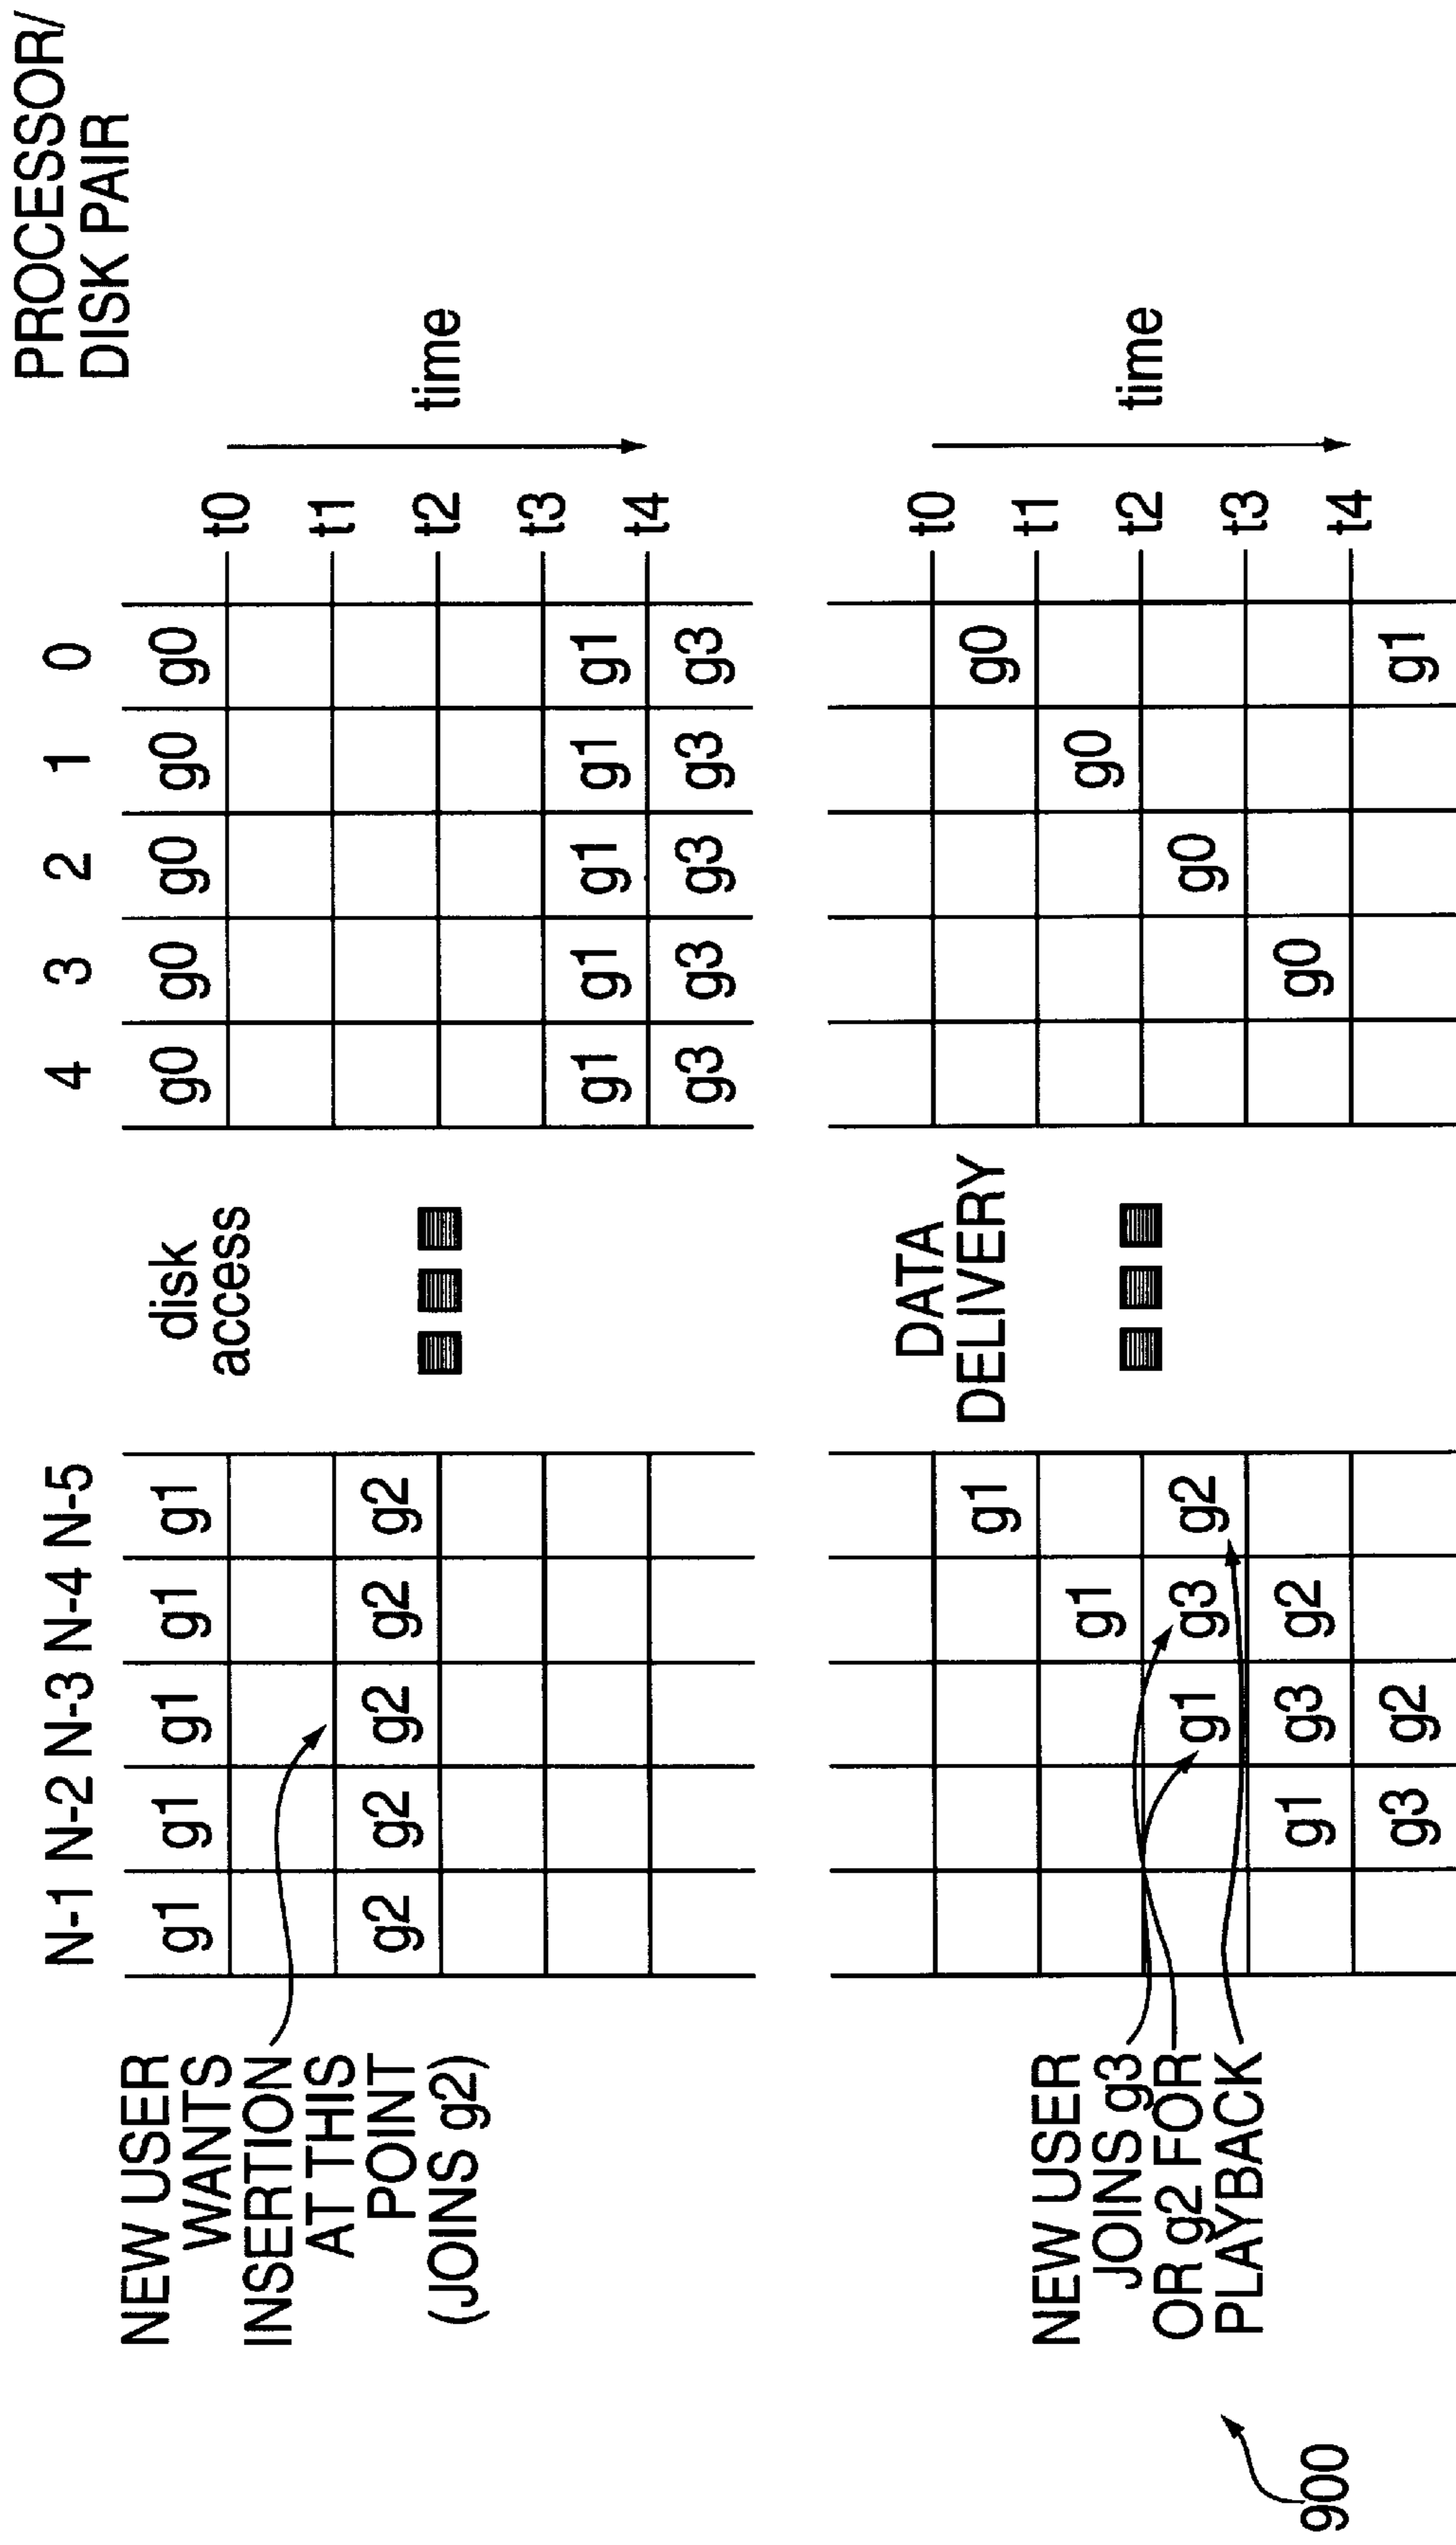 PROCESSOR/
DISK PAIR
N-1 N-2 N-3 N-4 N-5 4 3 2 1 0
g1 g1 g1 g1 g1 g0 g0 g0 g0 g0
disk
access
NEW USER
WANTS
INSERTION
AT THIS
POINT
(JOINS g2)
t0
t1
g2 g2 g2 g2 g2
t2
time
t3
g1 g1 g1 g1 g1
t4
g3 g3 g3 g3 g3
DATA
DELIVERY
t0
g1 g0
t1
g1 g0
t2
time
g1 g3 g2 g0
t3
g1 g3 g2 g0
t4
g3 g2 g1
NEW USER
JOINS g3
OR g2 FOR
PLAYBACK
900